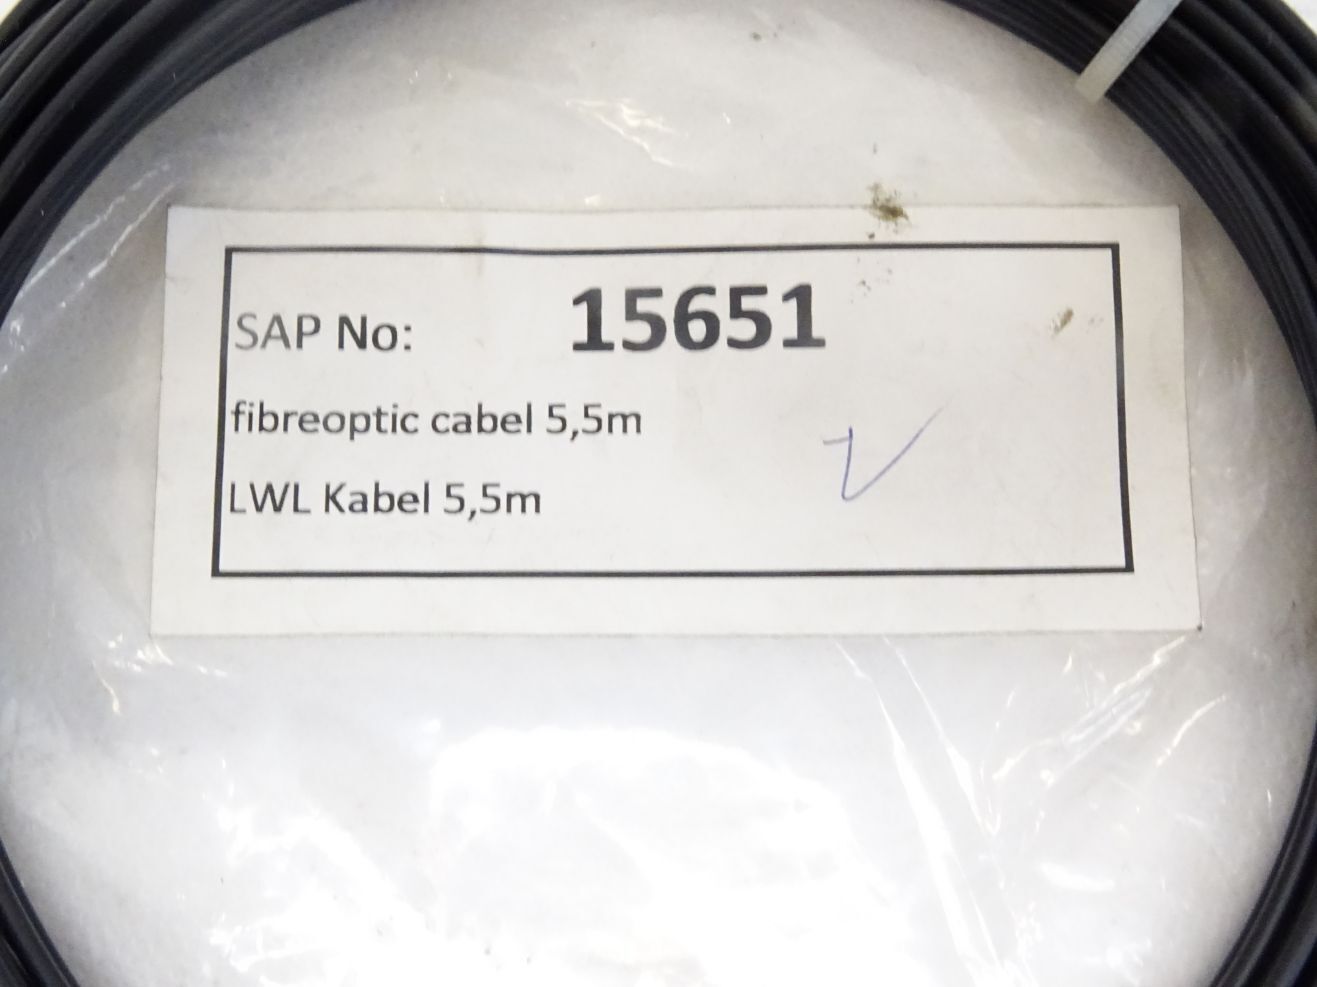 SAP No: 15651
fibreoptic cabel 5,5m
LWL Kabel 5,5m